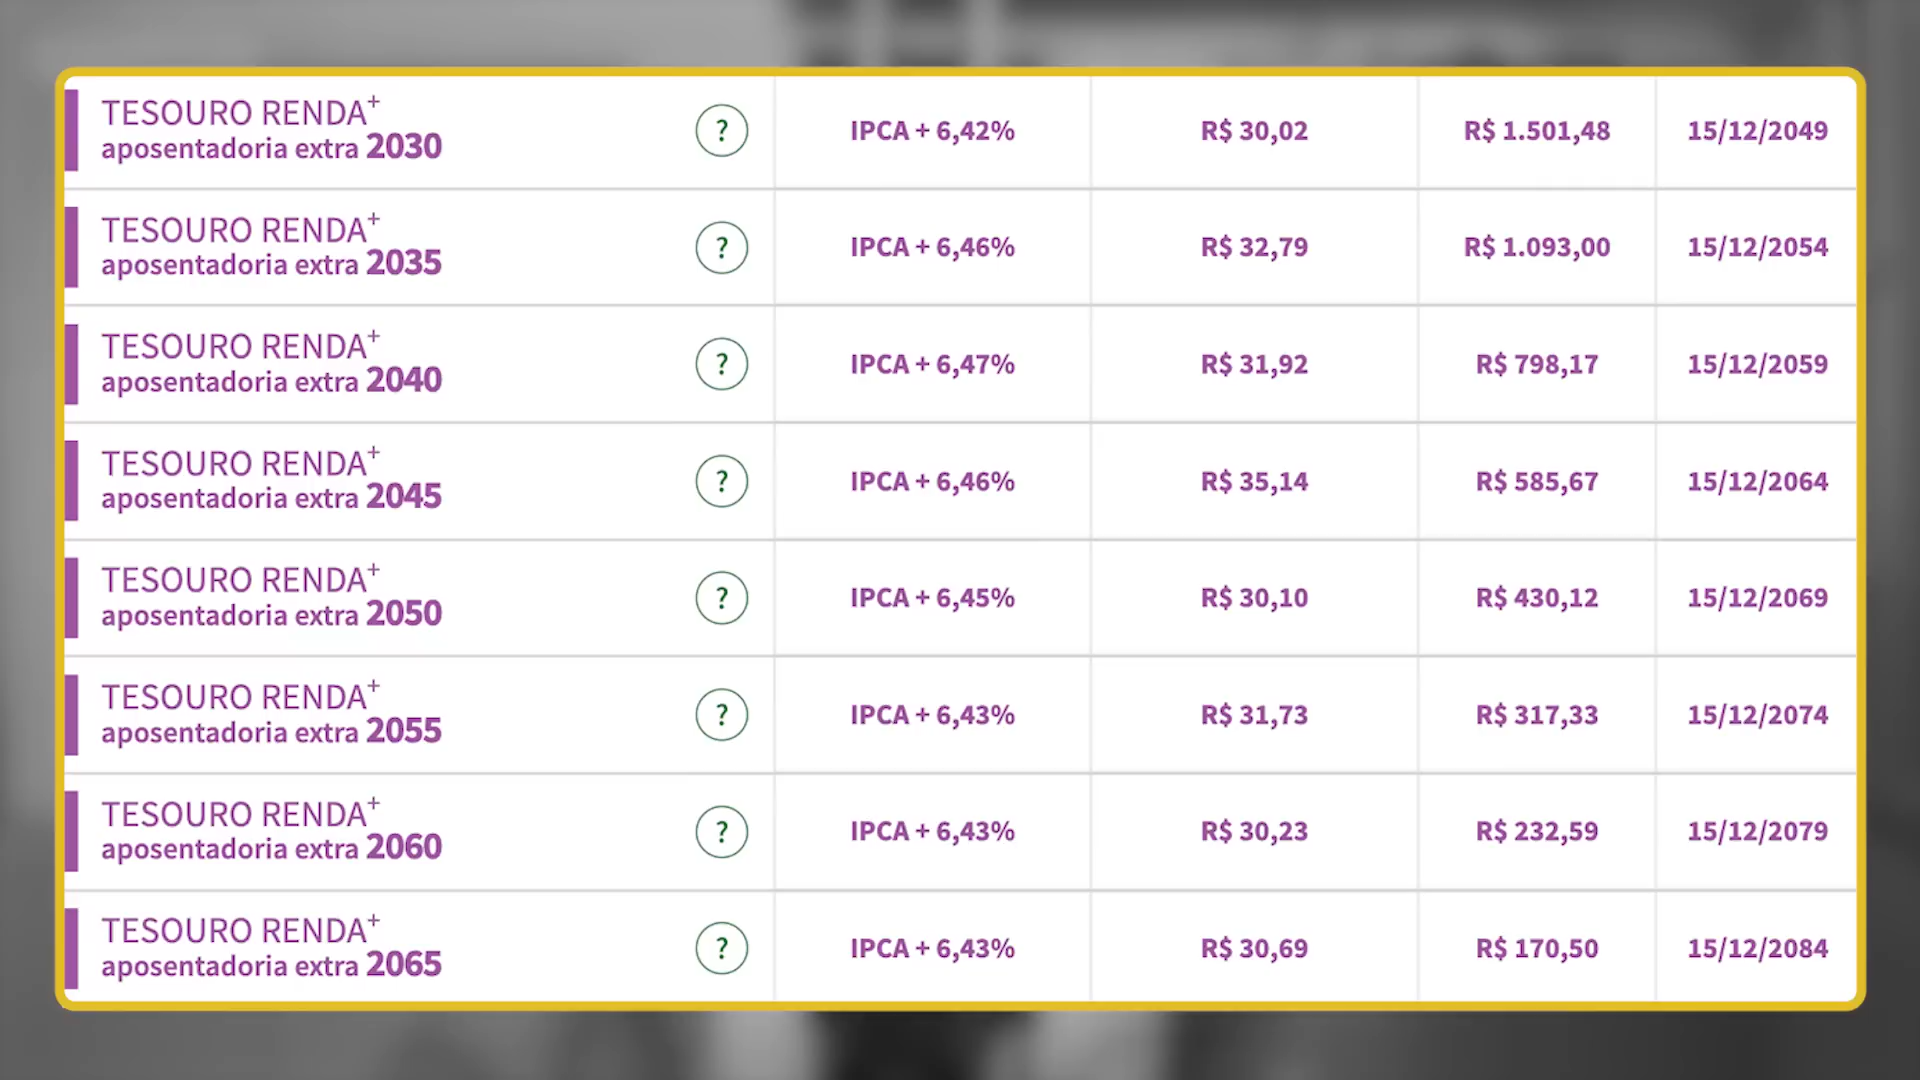 TESOURO RENDA+
aposentadoria extra 2030 ? IPCA + 6,42% R$ 30,02 R$ 1.501,48 15/12/2049
TESOURO RENDA+
aposentadoria extra 2035 ? IPCA + 6,46% R$ 32,79 R$ 1.093,00 15/12/2054
TESOURO RENDA+
aposentadoria extra 2040 ? IPCA + 6,47% R$ 31,92 R$ 798,17 15/12/2059
TESOURO RENDA+
aposentadoria extra 2045 ? IPCA + 6,46% R$ 35,14 R$ 585,67 15/12/2064
TESOURO RENDA+
aposentadoria extra 2050 ? IPCA + 6,45% R$ 30,10 R$ 430,12 15/12/2069
TESOURO RENDA+
aposentadoria extra 2055 ? IPCA + 6,43% R$ 31,73 R$ 317,33 15/12/2074
TESOURO RENDA+
aposentadoria extra 2060 ? IPCA + 6,43% R$ 30,23 R$ 232,59 15/12/2079
TESOURO RENDA+
aposentadoria extra 2065 ? IPCA + 6,43% R$ 30,69 R$ 170,50 15/12/2084